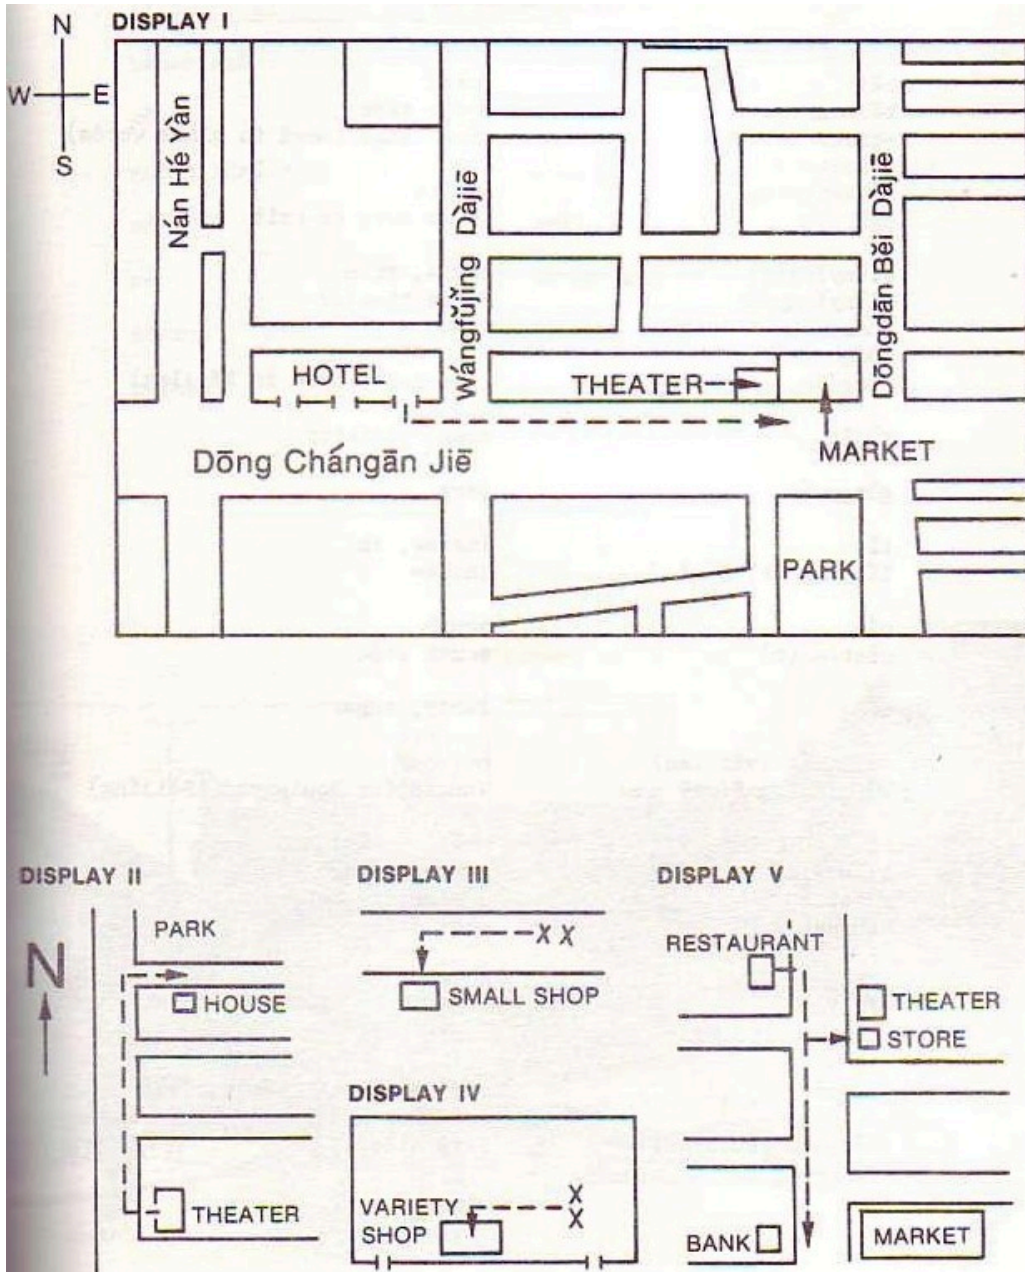 N
DISPLAY I
W E
S
Nán Hé Yàn
Wángfujǐng Dàjiē
Dōngdān Běi Dàjiē
HOTEL
THEATER
MARKET
Dōng Chángān Jiē
PARK
DISPLAY II
DISPLAY III
DISPLAY V
PARK
N
HOUSE
THEATER
X X
SMALL SHOP
DISPLAY IV
X
X
VARIETY
SHOP
RESTAURANT
THEATER
STORE
BANK
MARKET